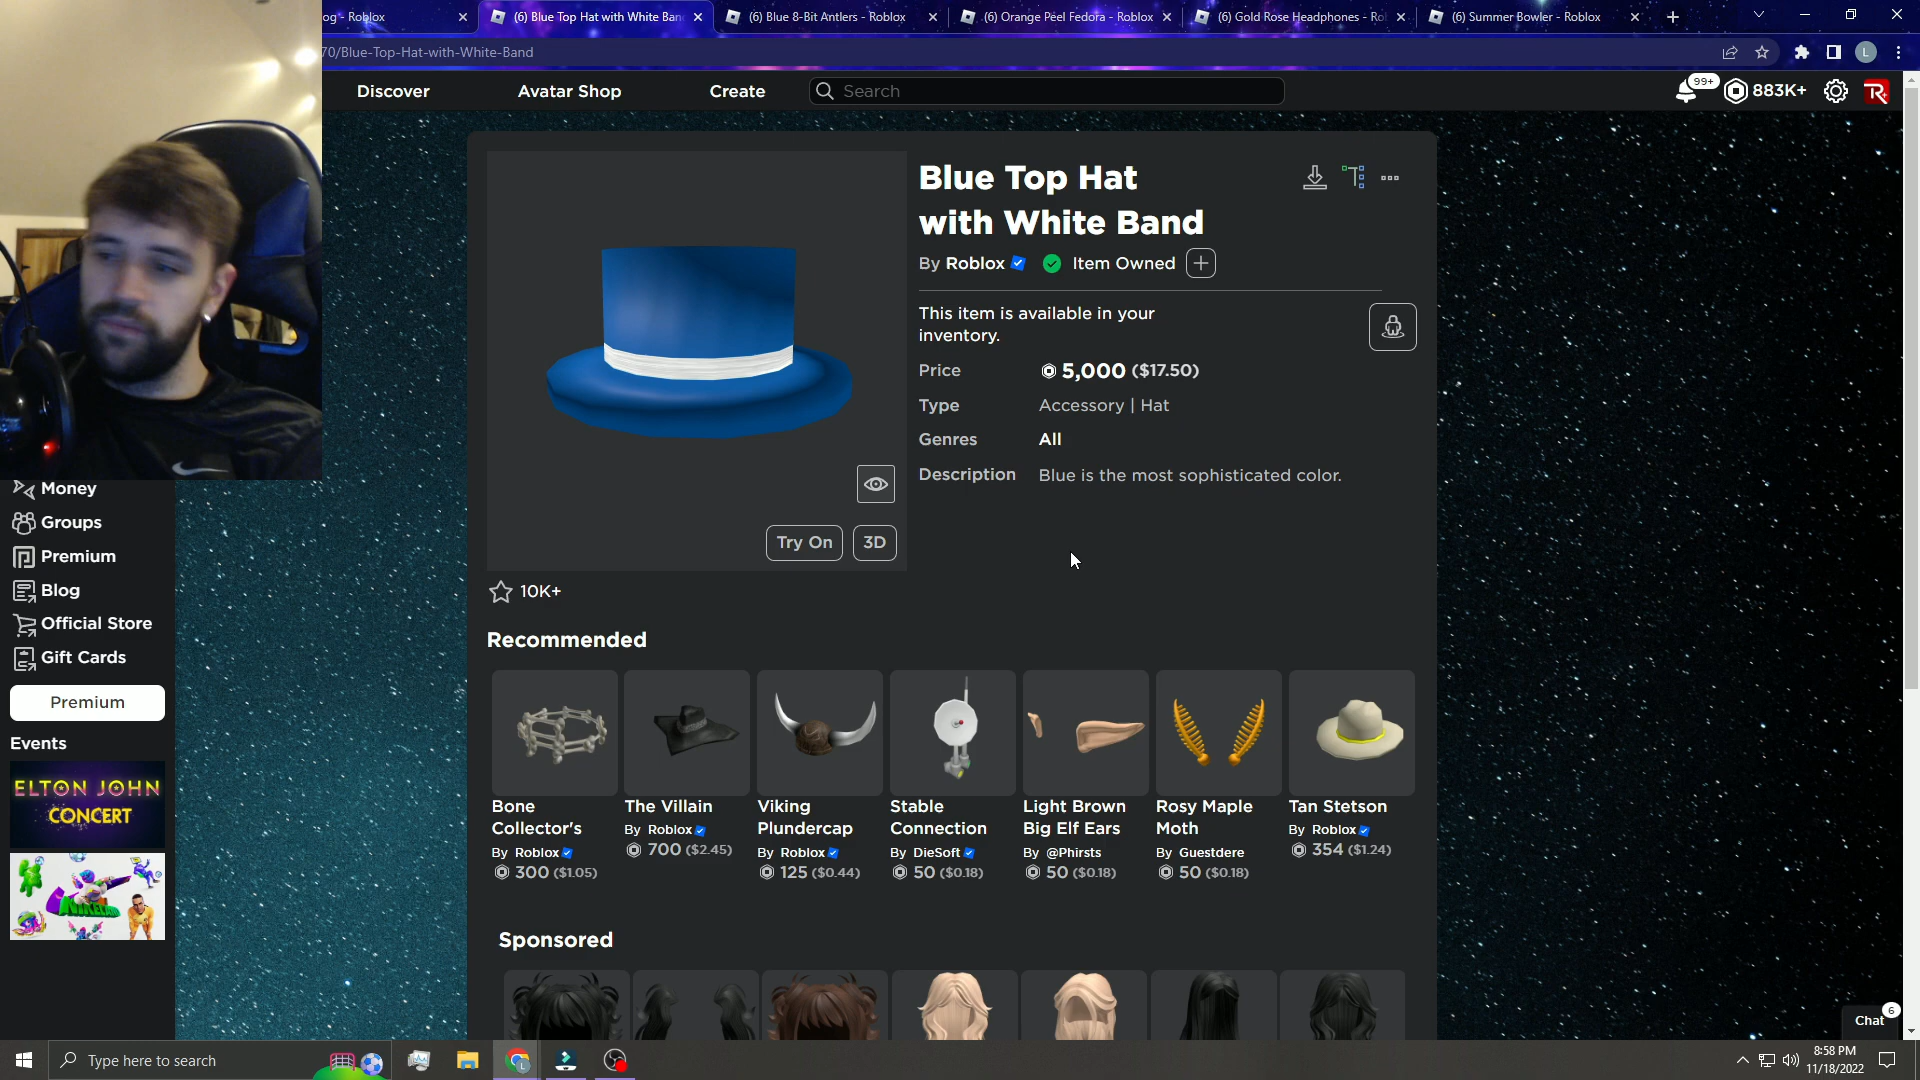 og - Roblox
(6) Blue Top Hat with White Ban
(6) Blue 8-Bit Antlers - Roblox
(6) Orange Peel Fedora - Roblox
(6) Gold Rose Headphones - Ro
(6) Summer Bowler - Roblox
70/Blue-Top-Hat-with-White-Band
L
Discover
Avatar Shop
Create
Search
99+
883K+
Blue Top Hat
with White Band
By Roblox
Item Owned
This item is available in your
inventory.
Price
5,000 ($17.50)
Type
Accessory | Hat
Genres
All
Description
Blue is the most sophisticated color.
Try On
3D
10K+
Money
Groups
Premium
Blog
Official Store
Gift Cards
Premium
Events
ELTON JOHN
CONCERT
Recommended
Bone
Collector's
By Roblox
300 ($1.05)
The Villain
By Roblox
700 ($2.45)
Viking
Plundercap
By Roblox
125 ($0.44)
Stable
Connection
By DieSoft
50 ($0.18)
Light Brown
Big Elf Ears
By @Phirsts
50 ($0.18)
Rosy Maple
Moth
By Guestdere
50 ($0.18)
Tan Stetson
By Roblox
354 ($1.24)
Sponsored
Chat
6
Type here to search
8:58 PM
11/18/2022